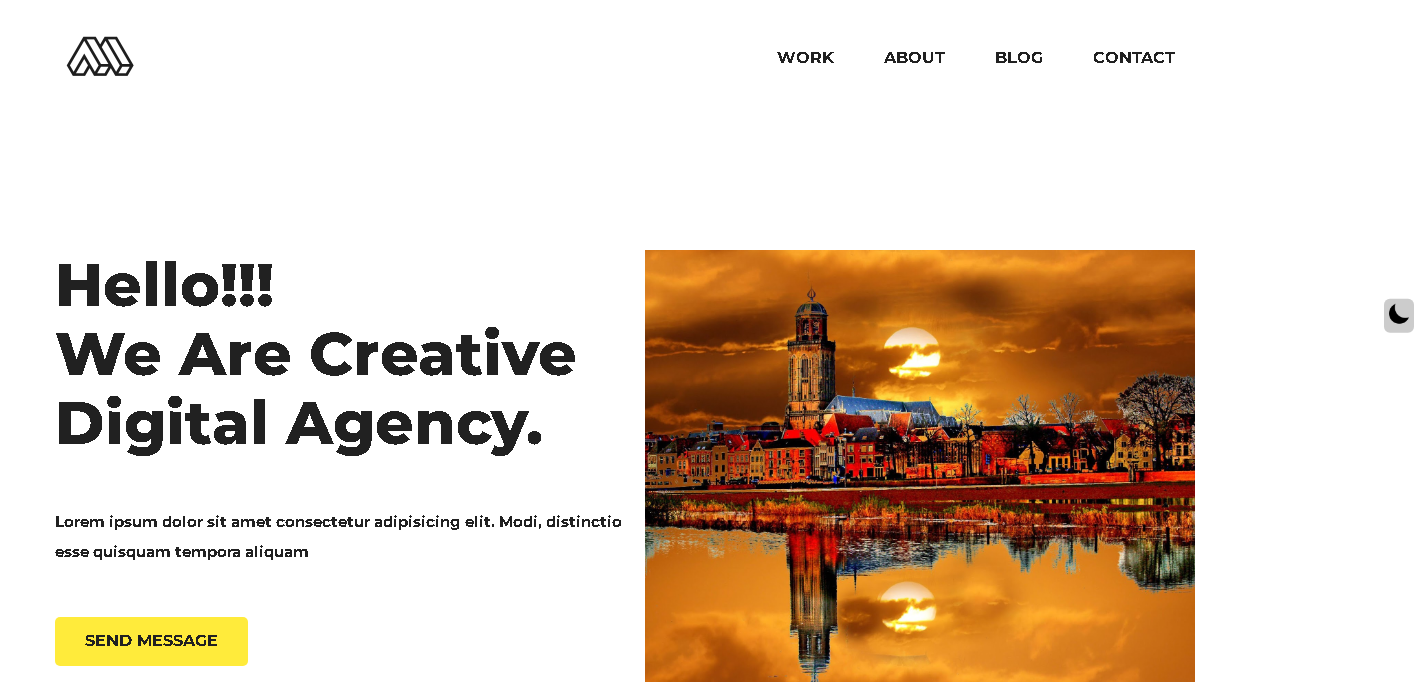 WORK ABOUT BLOG CONTACT
Hello!!!
We Are Creative
Digital Agency.
Lorem ipsum dolor sit amet consectetur adipisicing elit. Modi, distinctio
esse quisquam tempora aliquam
SEND MESSAGE